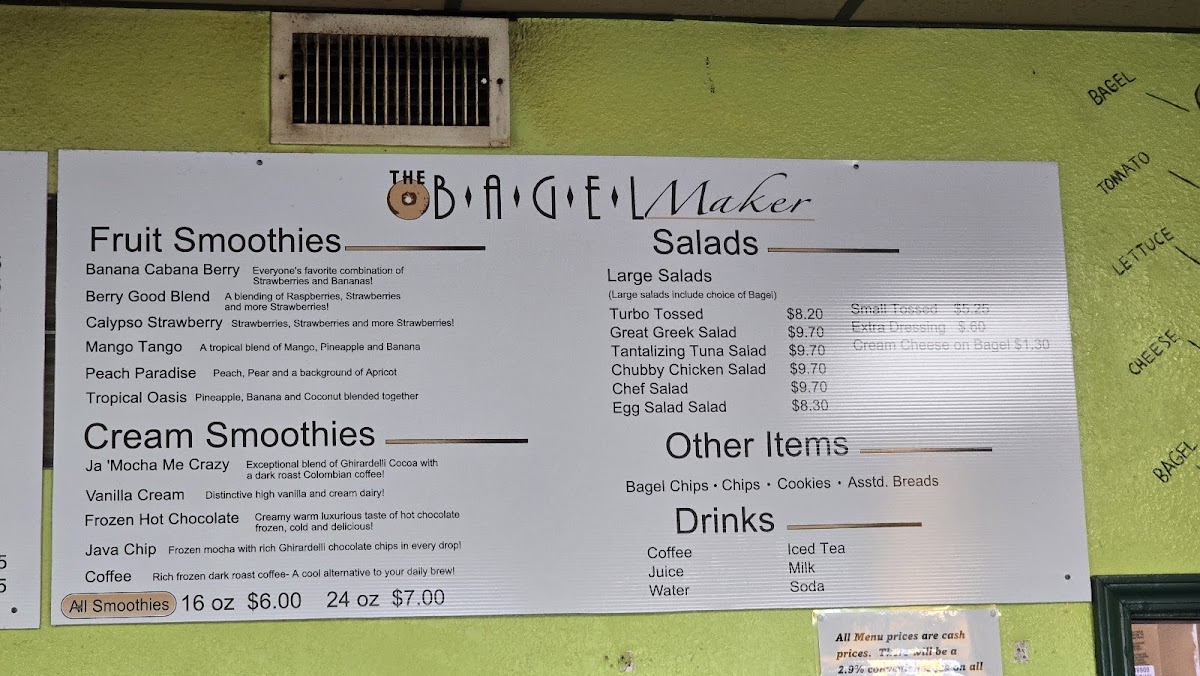 THE BAGEL Maker
Fruit Smoothies
Banana Cabana Berry Everyone's favorite combination of
Strawberries and Bananas!
Berry Good Blend A blending of Raspberries, Strawberries
and more Strawberries!
Calypso Strawberry Strawberries, Strawberries and more Strawberries!
Mango Tango A tropical blend of Mango, Pineapple and Banana
Peach Paradise Peach, Pear and a background of Apricot
Tropical Oasis Pineapple, Banana and Coconut blended together
Cream Smoothies
Ja 'Mocha Me Crazy Exceptional blend of Ghirardelli Cocoa with
a dark roast Colombian coffee!
Vanilla Cream Distinctive high vanilla and cream dairy!
Frozen Hot Chocolate Creamy warm luxurious taste of hot chocolate
frozen, cold and delicious!
Java Chip Frozen mocha with rich Ghirardelli chocolate chips in every drop!
Coffee Rich frozen dark roast coffee- A cool alternative to your daily brew!
All Smoothies 16 oz $6.00 24 oz $7.00
Salads
Large Salads
(Large salads include choice of Bagel)
Turbo Tossed $8.20
Great Greek Salad $9.70
Tantalizing Tuna Salad $9.70
Chubby Chicken Salad $9.70
Chef Salad $9.70
Egg Salad Salad $8.30
Small Tossed $5.25
Extra Dressing $.60
Cream Cheese on Bagel $1.30
Other Items
Bagel Chips • Chips • Cookies • Asstd. Breads
Drinks
Coffee Iced Tea
Juice Milk
Water Soda
All Menu prices are cash
prices. There will be a
2.9% on all
BAGEL
TOMATO
LETTUCE
CHEESE
BAGEL
5
5